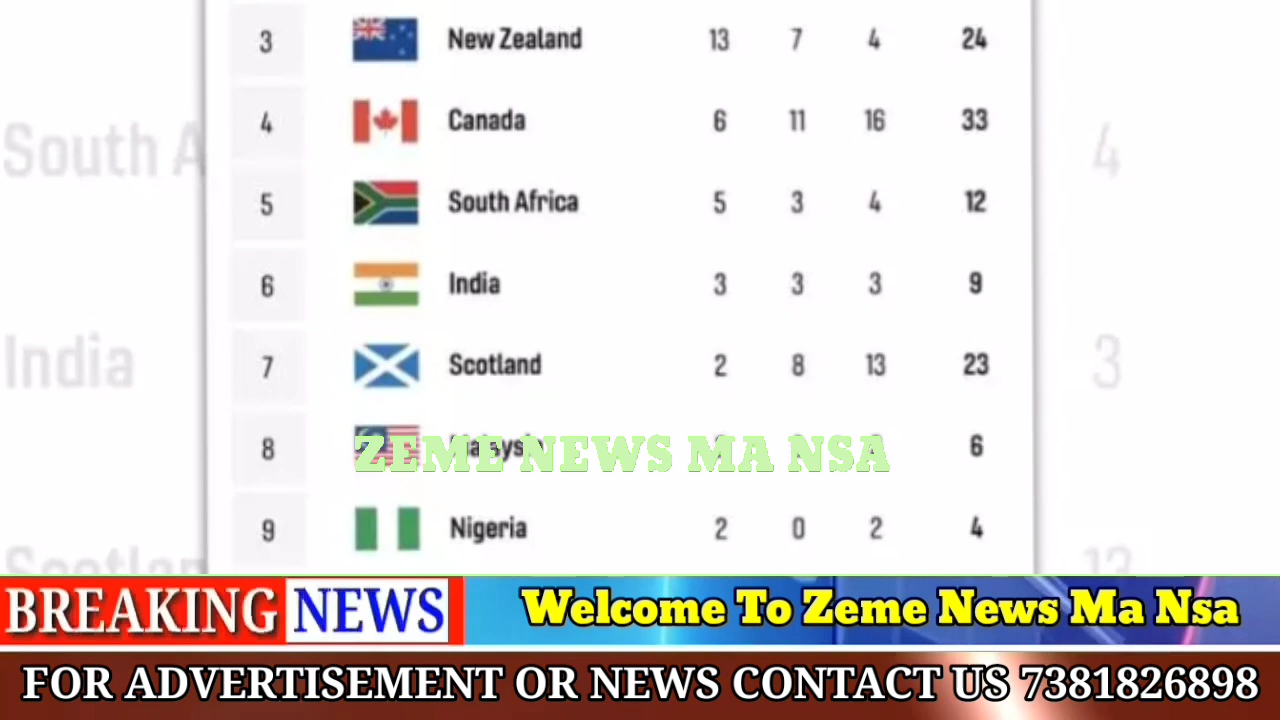 3 New Zealand 13 7 4 24
4 Canada 6 11 16 33
South A
4
5 South Africa 5 3 4 12
6 India 3 3 3 9
India
3
7 Scotland 2 8 13 23
8 6
ZEME NEWS MA NSA
9 Nigeria 2 0 2 4
BREAKING NEWS
Welcome To Zeme News Ma Nsa
FOR ADVERTISEMENT OR NEWS CONTACT US 7381826898